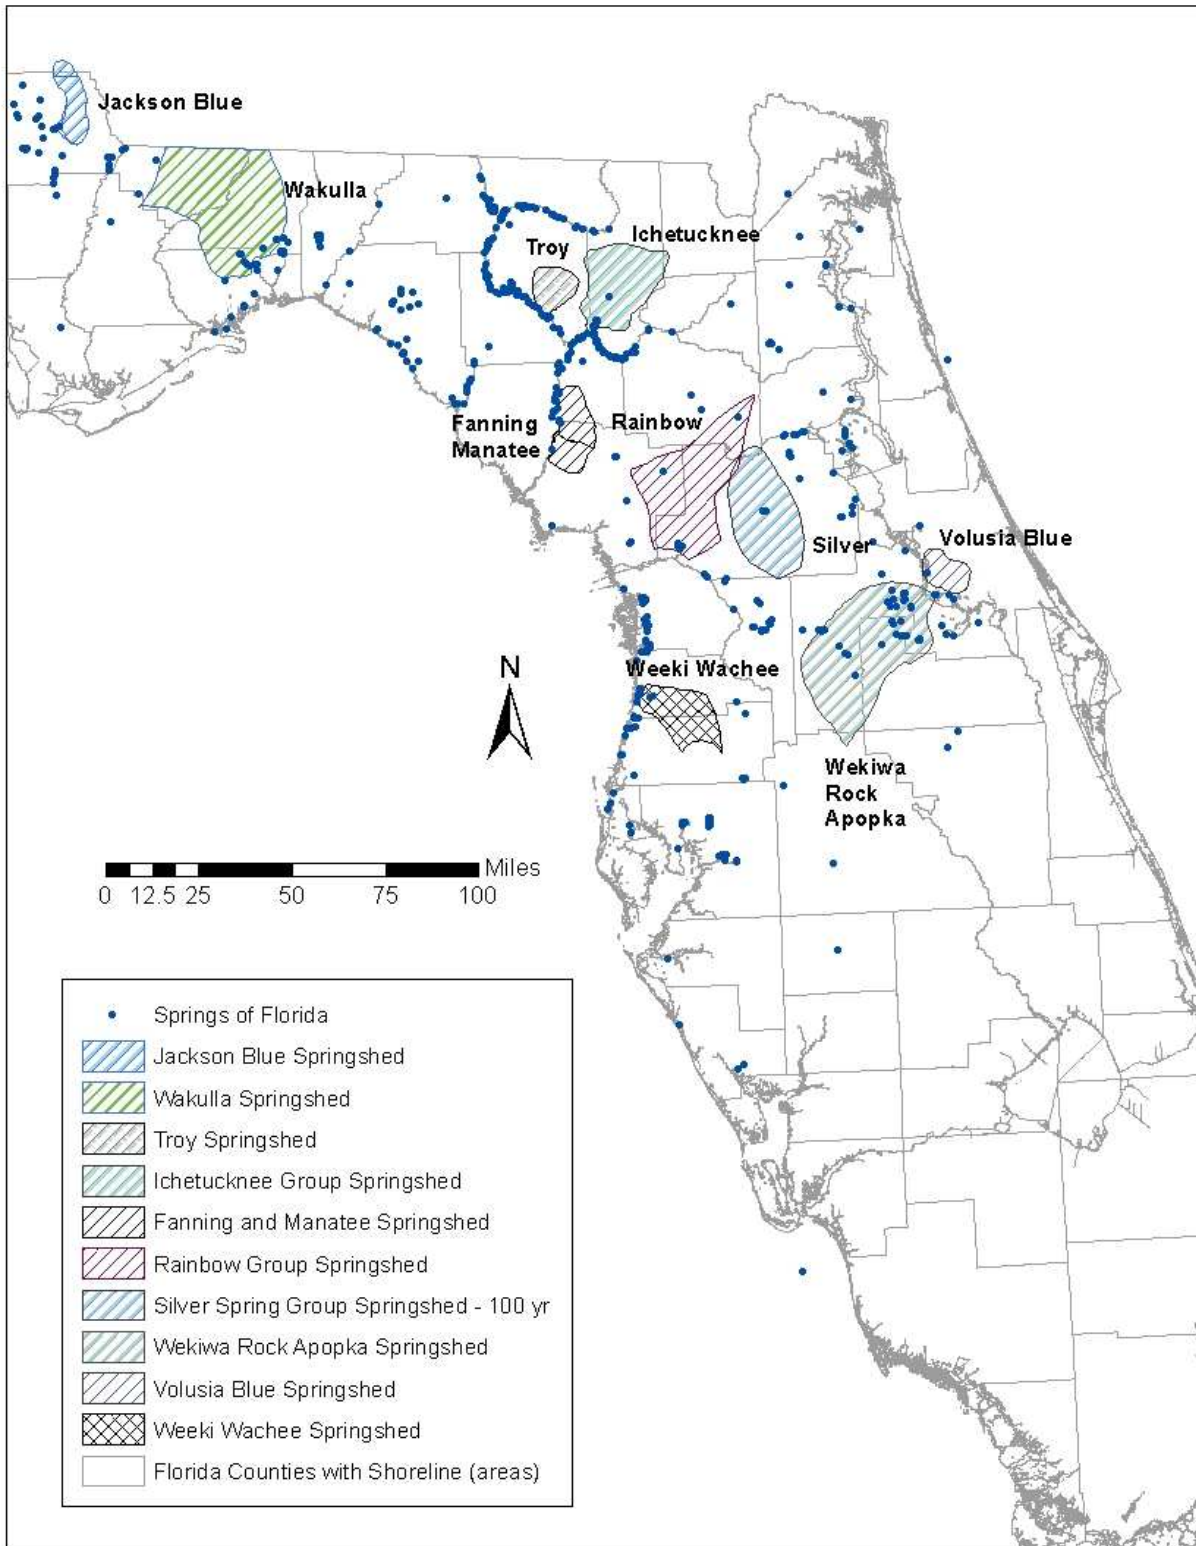 Jackson Blue
Wakulla
Ichetucknee
Troy
Fanning
Manatee
Rainbow
Silver
Volusia Blue
Weeki Wachee
N
Wekiwa
Rock
Apopka
Miles
0 12.5 25 50 75 100
Springs of Florida
Jackson Blue Springshed
Wakulla Springshed
Troy Springshed
Ichetucknee Group Springshed
Fanning and Manatee Springshed
Rainbow Group Springshed
Silver Spring Group Springshed - 100 yr
Wekiwa Rock Apopka Springshed
Volusia Blue Springshed
Weeki Wachee Springshed
Florida Counties with Shoreline (areas)